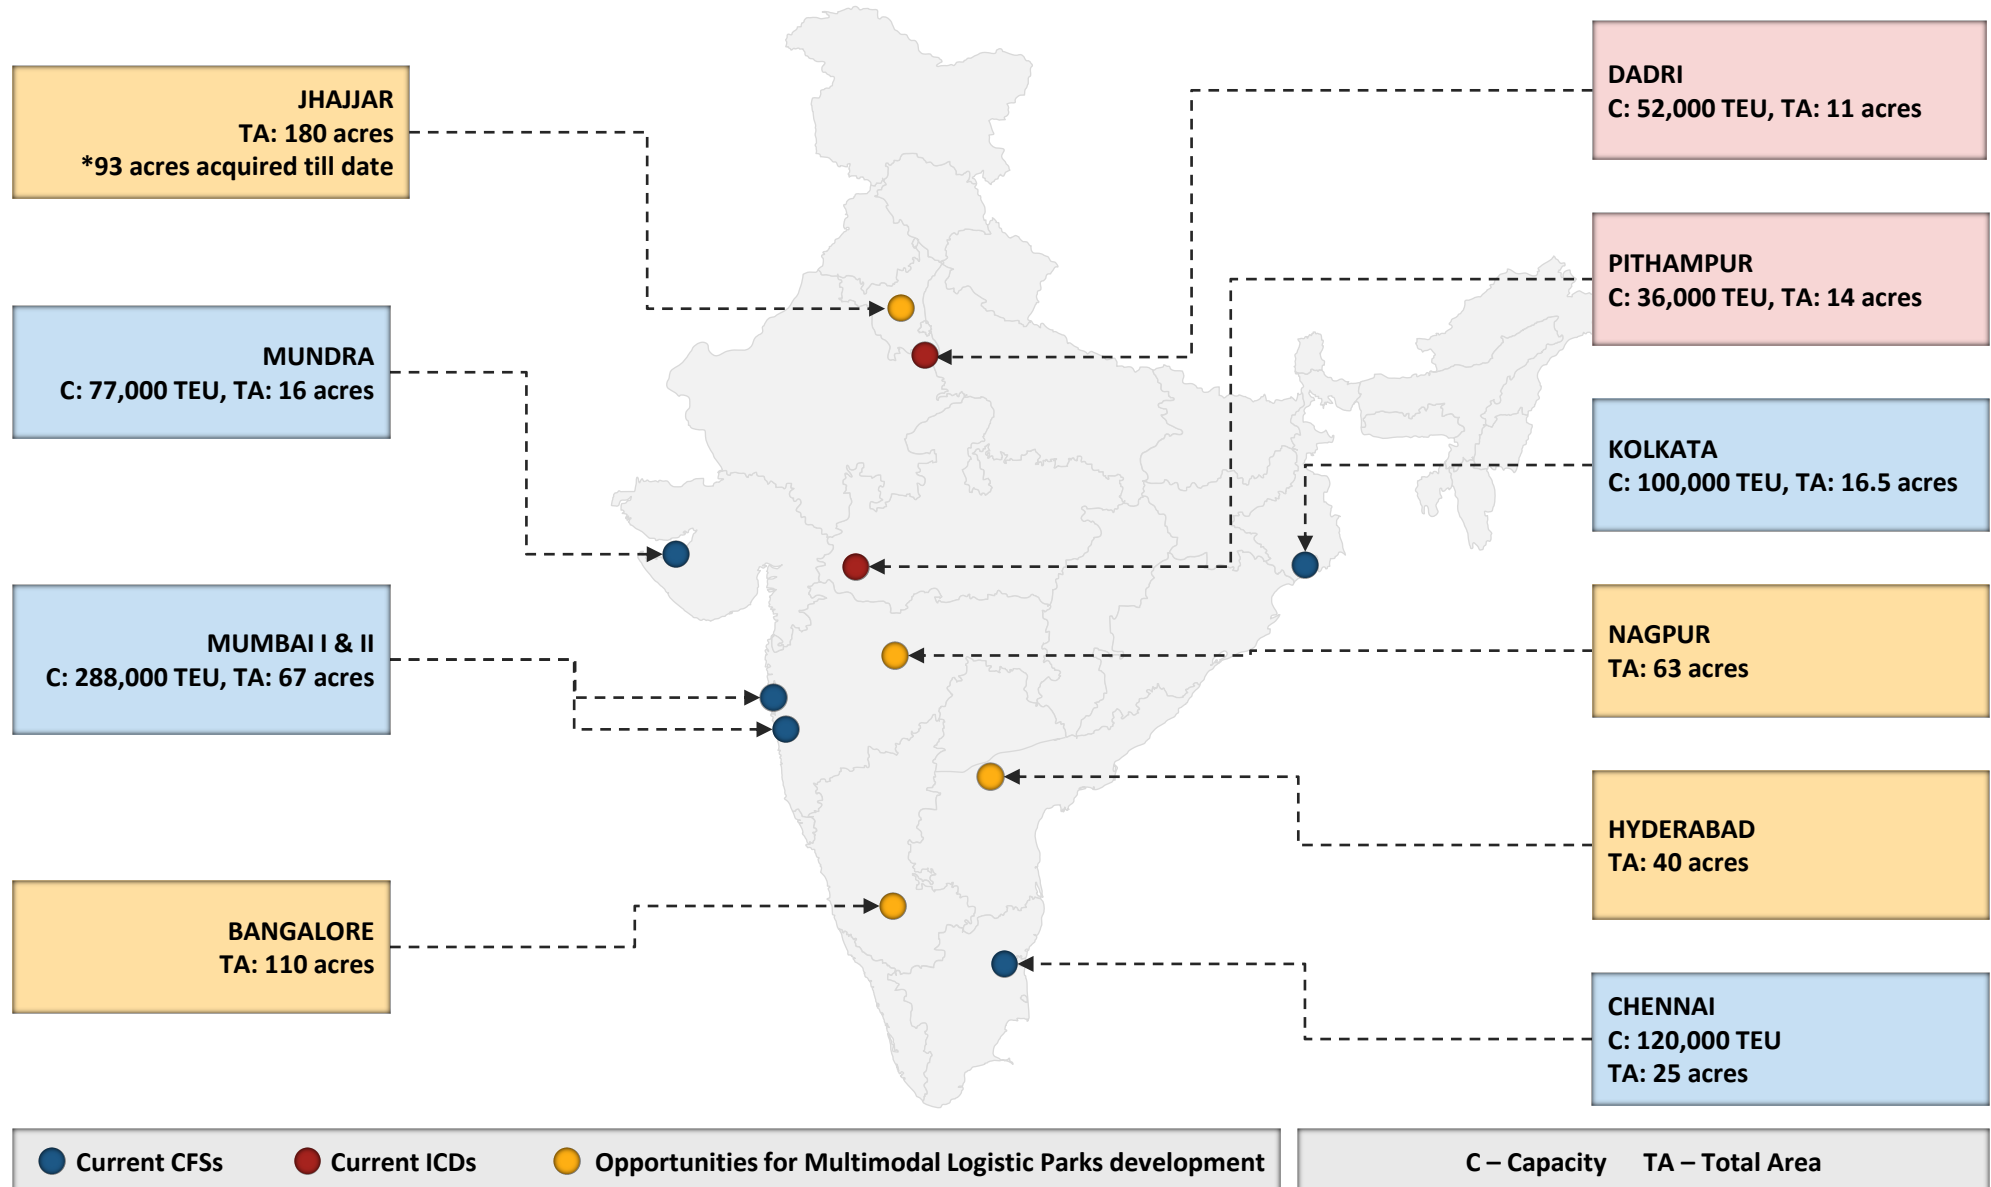 JHAJJAR
TA: 180 acres
*93 acres acquired till date
MUNDRA
C: 77,000 TEU, TA: 16 acres
MUMBAI I & II
C: 288,000 TEU, TA: 67 acres
BANGALORE
TA: 110 acres
DADRI
C: 52,000 TEU, TA: 11 acres
PITHAMPUR
C: 36,000 TEU, TA: 14 acres
KOLKATA
C: 100,000 TEU, TA: 16.5 acres
NAGPUR
TA: 63 acres
HYDERABAD
TA: 40 acres
CHENNAI
C: 120,000 TEU
TA: 25 acres
Current CFSs
Current ICDs
Opportunities for Multimodal Logistic Parks development
C – Capacity TA – Total Area